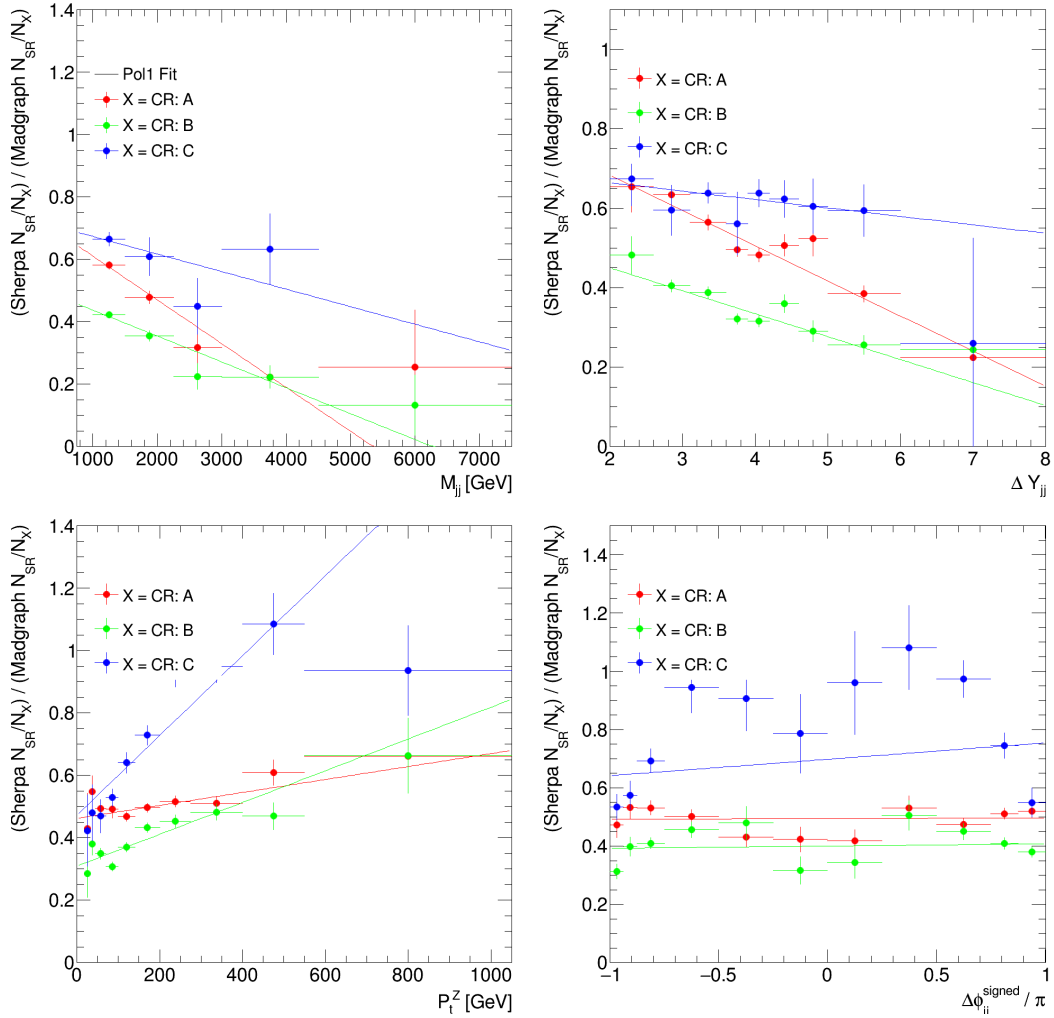 (Sherpa N_SR/N_X) / (Madgraph N_SR/N_X)
1.4
1.2
1
0.8
0.6
0.4
0.2
0
Pol1 Fit
X = CR: A
X = CR: B
X = CR: C
1000 2000 3000 4000 5000 6000 7000
M_jj [GeV]
(Sherpa N_SR/N_X) / (Madgraph N_SR/N_X)
1
0.8
0.6
0.4
0.2
0
X = CR: A
X = CR: B
X = CR: C
2 3 4 5 6 7 8
Δ Y_jj
(Sherpa N_SR/N_X) / (Madgraph N_SR/N_X)
1.4
1.2
1
0.8
0.6
0.4
0.2
0
X = CR: A
X = CR: B
X = CR: C
0 200 400 600 800 1000
P_t^Z [GeV]
(Sherpa N_SR/N_X) / (Madgraph N_SR/N_X)
1.4
1.2
1
0.8
0.6
0.4
0.2
0
X = CR: A
X = CR: B
X = CR: C
−1 −0.5 0 0.5 1
Δϕ_jj^signed / π